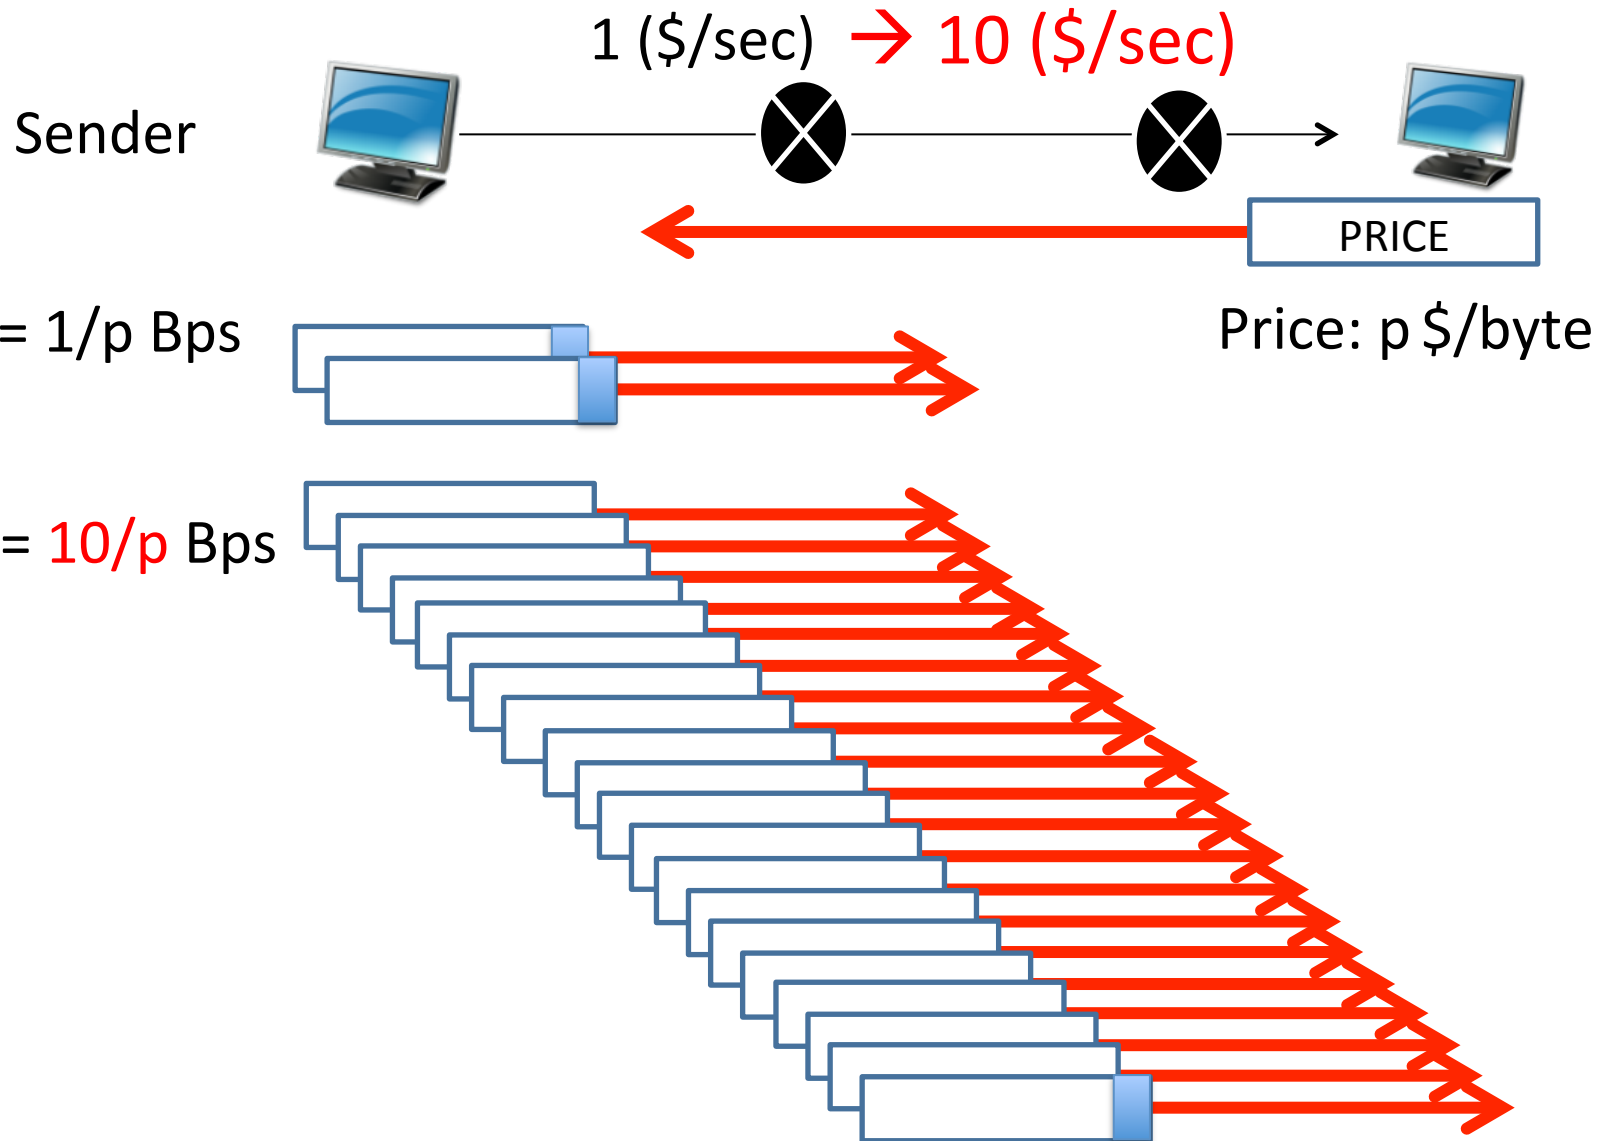 1 ($/sec) → 10 ($/sec)
Sender
PRICE
= 1/p Bps
Price: p $/byte
= 10/p Bps